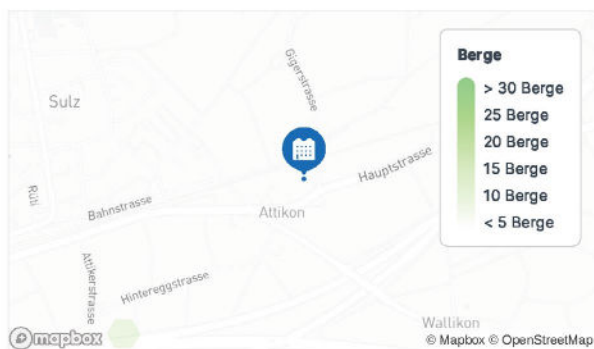 Gigerstrasse
Sulz
Hauptstrasse
Rüti
Bahnstrasse
Attikon
Attikerstrasse
Hintereggstrasse
Wallikon
mapbox
© Mapbox © OpenStreetMap
Berge
> 30 Berge
25 Berge
20 Berge
15 Berge
10 Berge
< 5 Berge